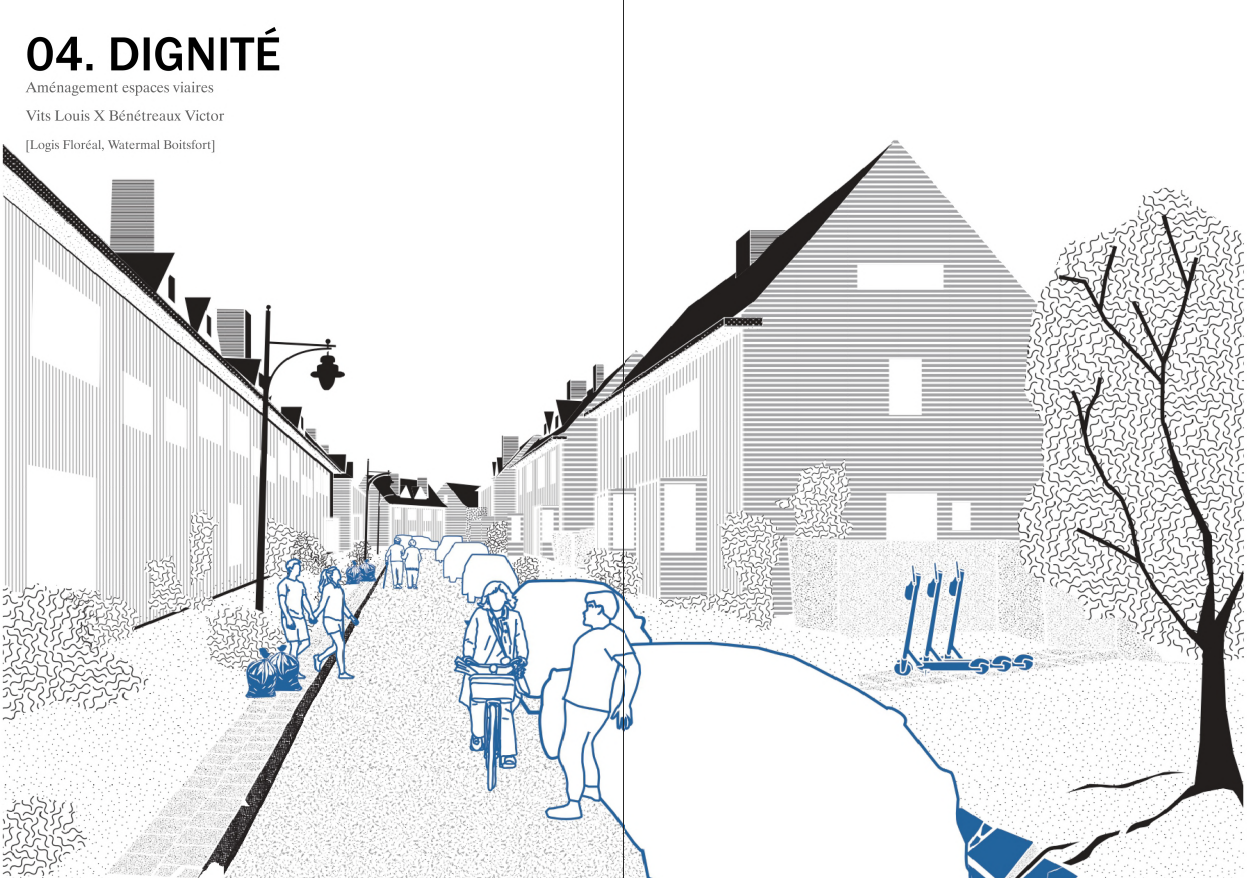 04. DIGNITÉ
Aménagement espaces viaires
Vits Louis X Bénétreaux Victor
[Logis Floréal, Watermal Boitsfort]